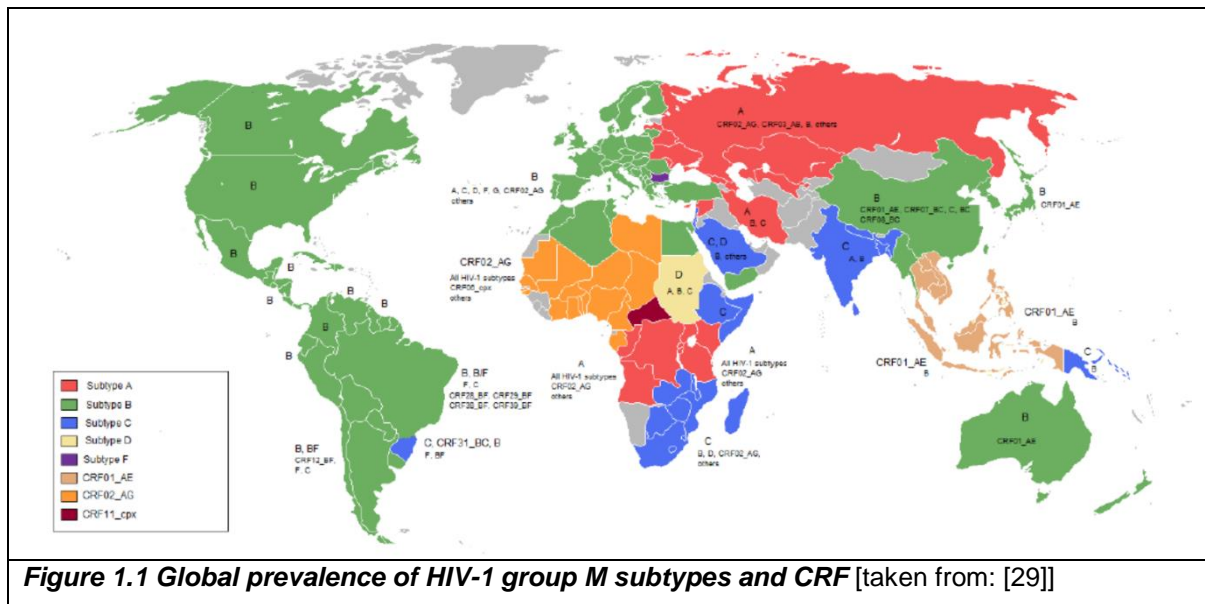 B
B
B
B
B
B
B
B
B
B, B/F
F, C
CRF28_BF, CRF29_BF
CRF38_BF, CRF39_BF
C, CRF31_BC, B
F, BF
B, BF
CRF12_BF,
F, C
B
A, C, D, F, G, CRF02_AG
others
A
CRF02_AG, CRF03_AB, B, others
A
B, C
B
CRF01_AE, CRF07_BC, C, BC
CRF08_BC
B
CRF01_AE
C, D
B, others
C
A, B
CRF02_AG
All HIV-1 subtypes
CRF06_cpx
others
D
A, B, C
C
A
All HIV-1 subtypes
CRF02_AG
others
A
All HIV-1 subtypes
CRF02_AG
others
C
B, D, CRF02_AG,
others
CRF01_AE
B
CRF01_AE
B
C
B
B
CRF01_AE
Subtype A
Subtype B
Subtype C
Subtype D
Subtype F
CRF01_AE
CRF02_AG
CRF11_cpx
Figure 1.1 Global prevalence of HIV-1 group M subtypes and CRF [taken from: [29]]